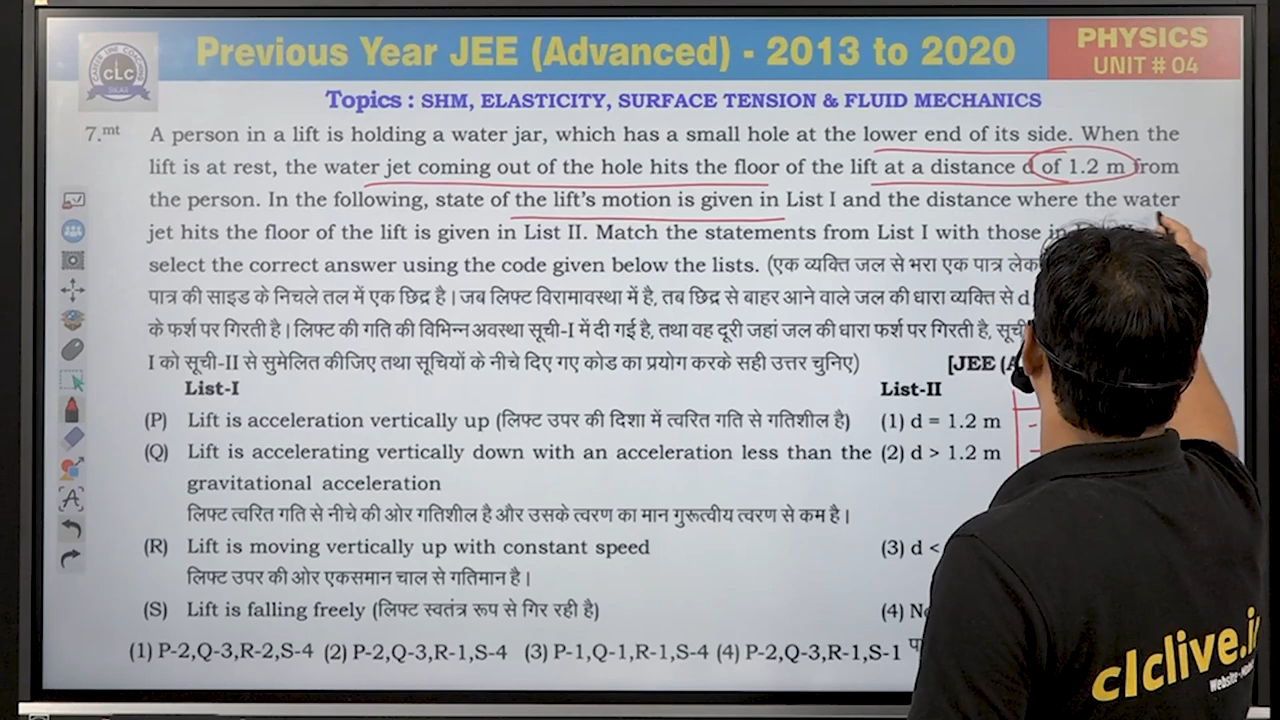 Previous Year JEE (Advanced) - 2013 to 2020
PHYSICS
UNIT # 04
CLC
SIKAR
Topics : SHM, ELASTICITY, SURFACE TENSION & FLUID MECHANICS
7.mt A person in a lift is holding a water jar, which has a small hole at the lower end of its side. When the
lift is at rest, the water jet coming out of the hole hits the floor of the lift at a distance d of 1.2 m from
the person. In the following, state of the lift's motion is given in List I and the distance where the water
jet hits the floor of the lift is given in List II. Match the statements from List I with those in
select the correct answer using the code given below the lists. (एक व्यक्ति जल से भरा एक पात्र
पात्र की साइड के निचले तल में एक छिद्र है। जब लिफ्ट विरामावस्था में है, तब छिद्र से बाहर आने वाले जल की धारा व्यक्ति से d
के फर्श पर गिरती है। लिफ्ट की गति की विभिन्न अवस्था सूची-I में दी गई है, तथा वह दूरी जहां जल की धारा फर्श पर गिरती है,
I को सूची-II से सुमेलित कीजिए तथा सूचियों के नीचे दिए गए कोड का प्रयोग करके सही उत्तर चुनिए) [JEE
List-I List-II
(P) Lift is acceleration vertically up (लिफ्ट उपर की दिशा में त्वरित गति से गतिशील है) (1) d = 1.2 m
(Q) Lift is accelerating vertically down with an acceleration less than the (2) d > 1.2 m
gravitational acceleration
लिफ्ट त्वरित गति से नीचे की ओर गतिशील है और उसके त्वरण का मान गुरूत्वीय त्वरण से कम है।
(R) Lift is moving vertically up with constant speed (3) d <
लिफ्ट उपर की ओर एकसमान चाल से गतिमान है।
(S) Lift is falling freely (लिफ्ट स्वतंत्र रूप से गिर रही है) (4)
(1) P-2,Q-3,R-2,S-4 (2) P-2,Q-3,R-1,S-4 (3) P-1,Q-1,R-1,S-4 (4) P-2,Q-3,R-1,S-1
clclive.i
Website